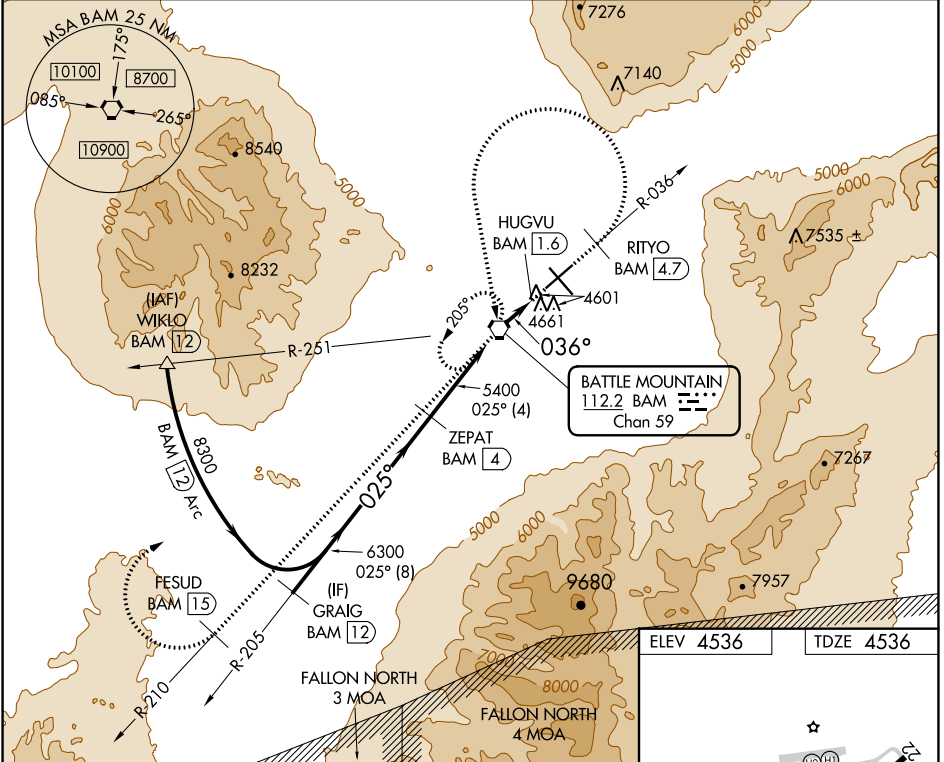 MSA BAM 25 NM
175°
10100
8700
085°
265°
10900
8540
8232
5000
6000
7276
7140
6000
5000
5000
6000
7535 ±
R-036
HUGVU
BAM 1.6
RITYO
BAM 4.7
4601
4661
205°
036°
(IAF)
WIKLO
BAM 12
R-251
BATTLE MOUNTAIN
112.2 BAM
Chan 59
5400
025° (4)
ZEPAT
BAM 4
8300
BAM 12 Arc
025°
7267
5000
6000
6300
025° (8)
FESUD
BAM 15
(IF)
GRAIG
BAM 12
9680
7957
R-205
R-210
7000
8000
FALLON NORTH
3 MOA
FALLON NORTH
4 MOA
ELEV 4536
TDZE 4536
22